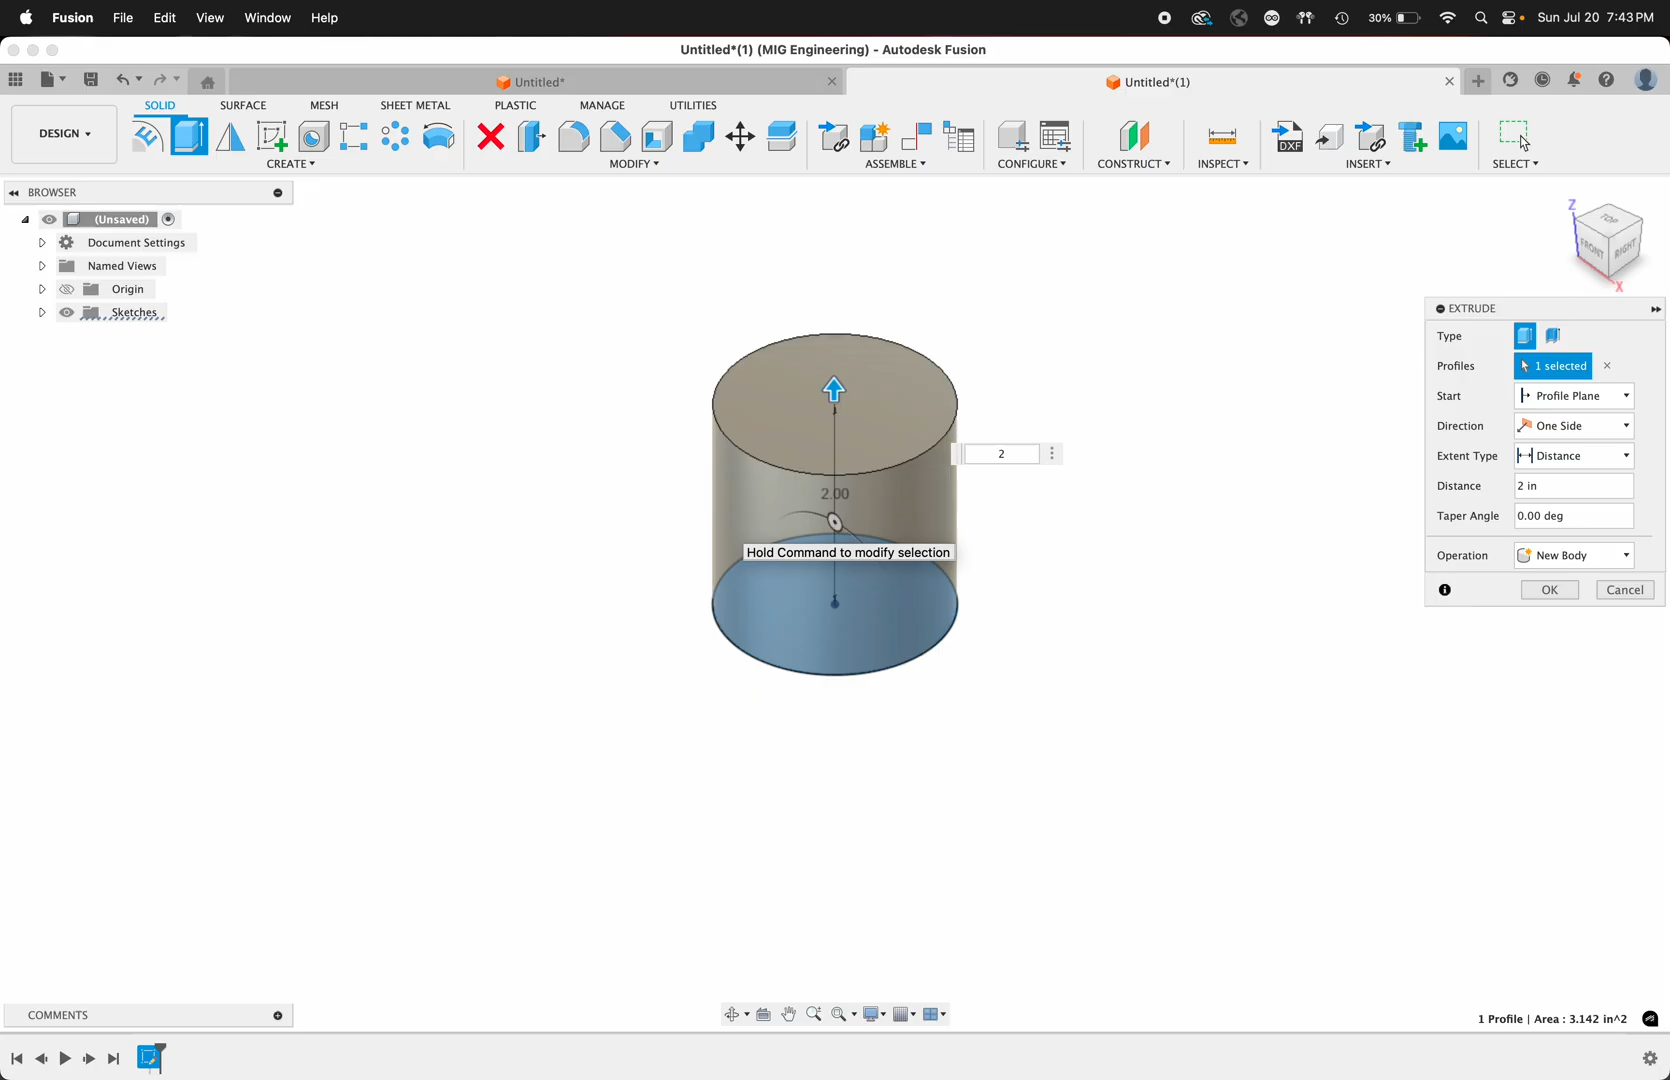 Fusion File Edit View Window Help 30% Sun Jul 20 7:43 PM
Untitled*(1) (MIG Engineering) - Autodesk Fusion
Untitled* Untitled*(1)
SOLID SURFACE MESH SHEET METAL PLASTIC MANAGE UTILITIES
DESIGN
DXF
CREATE MODIFY ASSEMBLE CONFIGURE CONSTRUCT INSPECT INSERT SELECT
BROWSER
(Unsaved)
Document Settings
Named Views
Origin
Sketches
Z
TOP
FRONT RIGHT
X
EXTRUDE
Type
Profiles 1 selected
Start Profile Plane
Direction One Side
Extent Type Distance
Distance 2 in
Taper Angle 0.00 deg
Operation New Body
OK Cancel
2
2.00
Hold Command to modify selection
COMMENTS
1 Profile | Area : 3.142 in^2